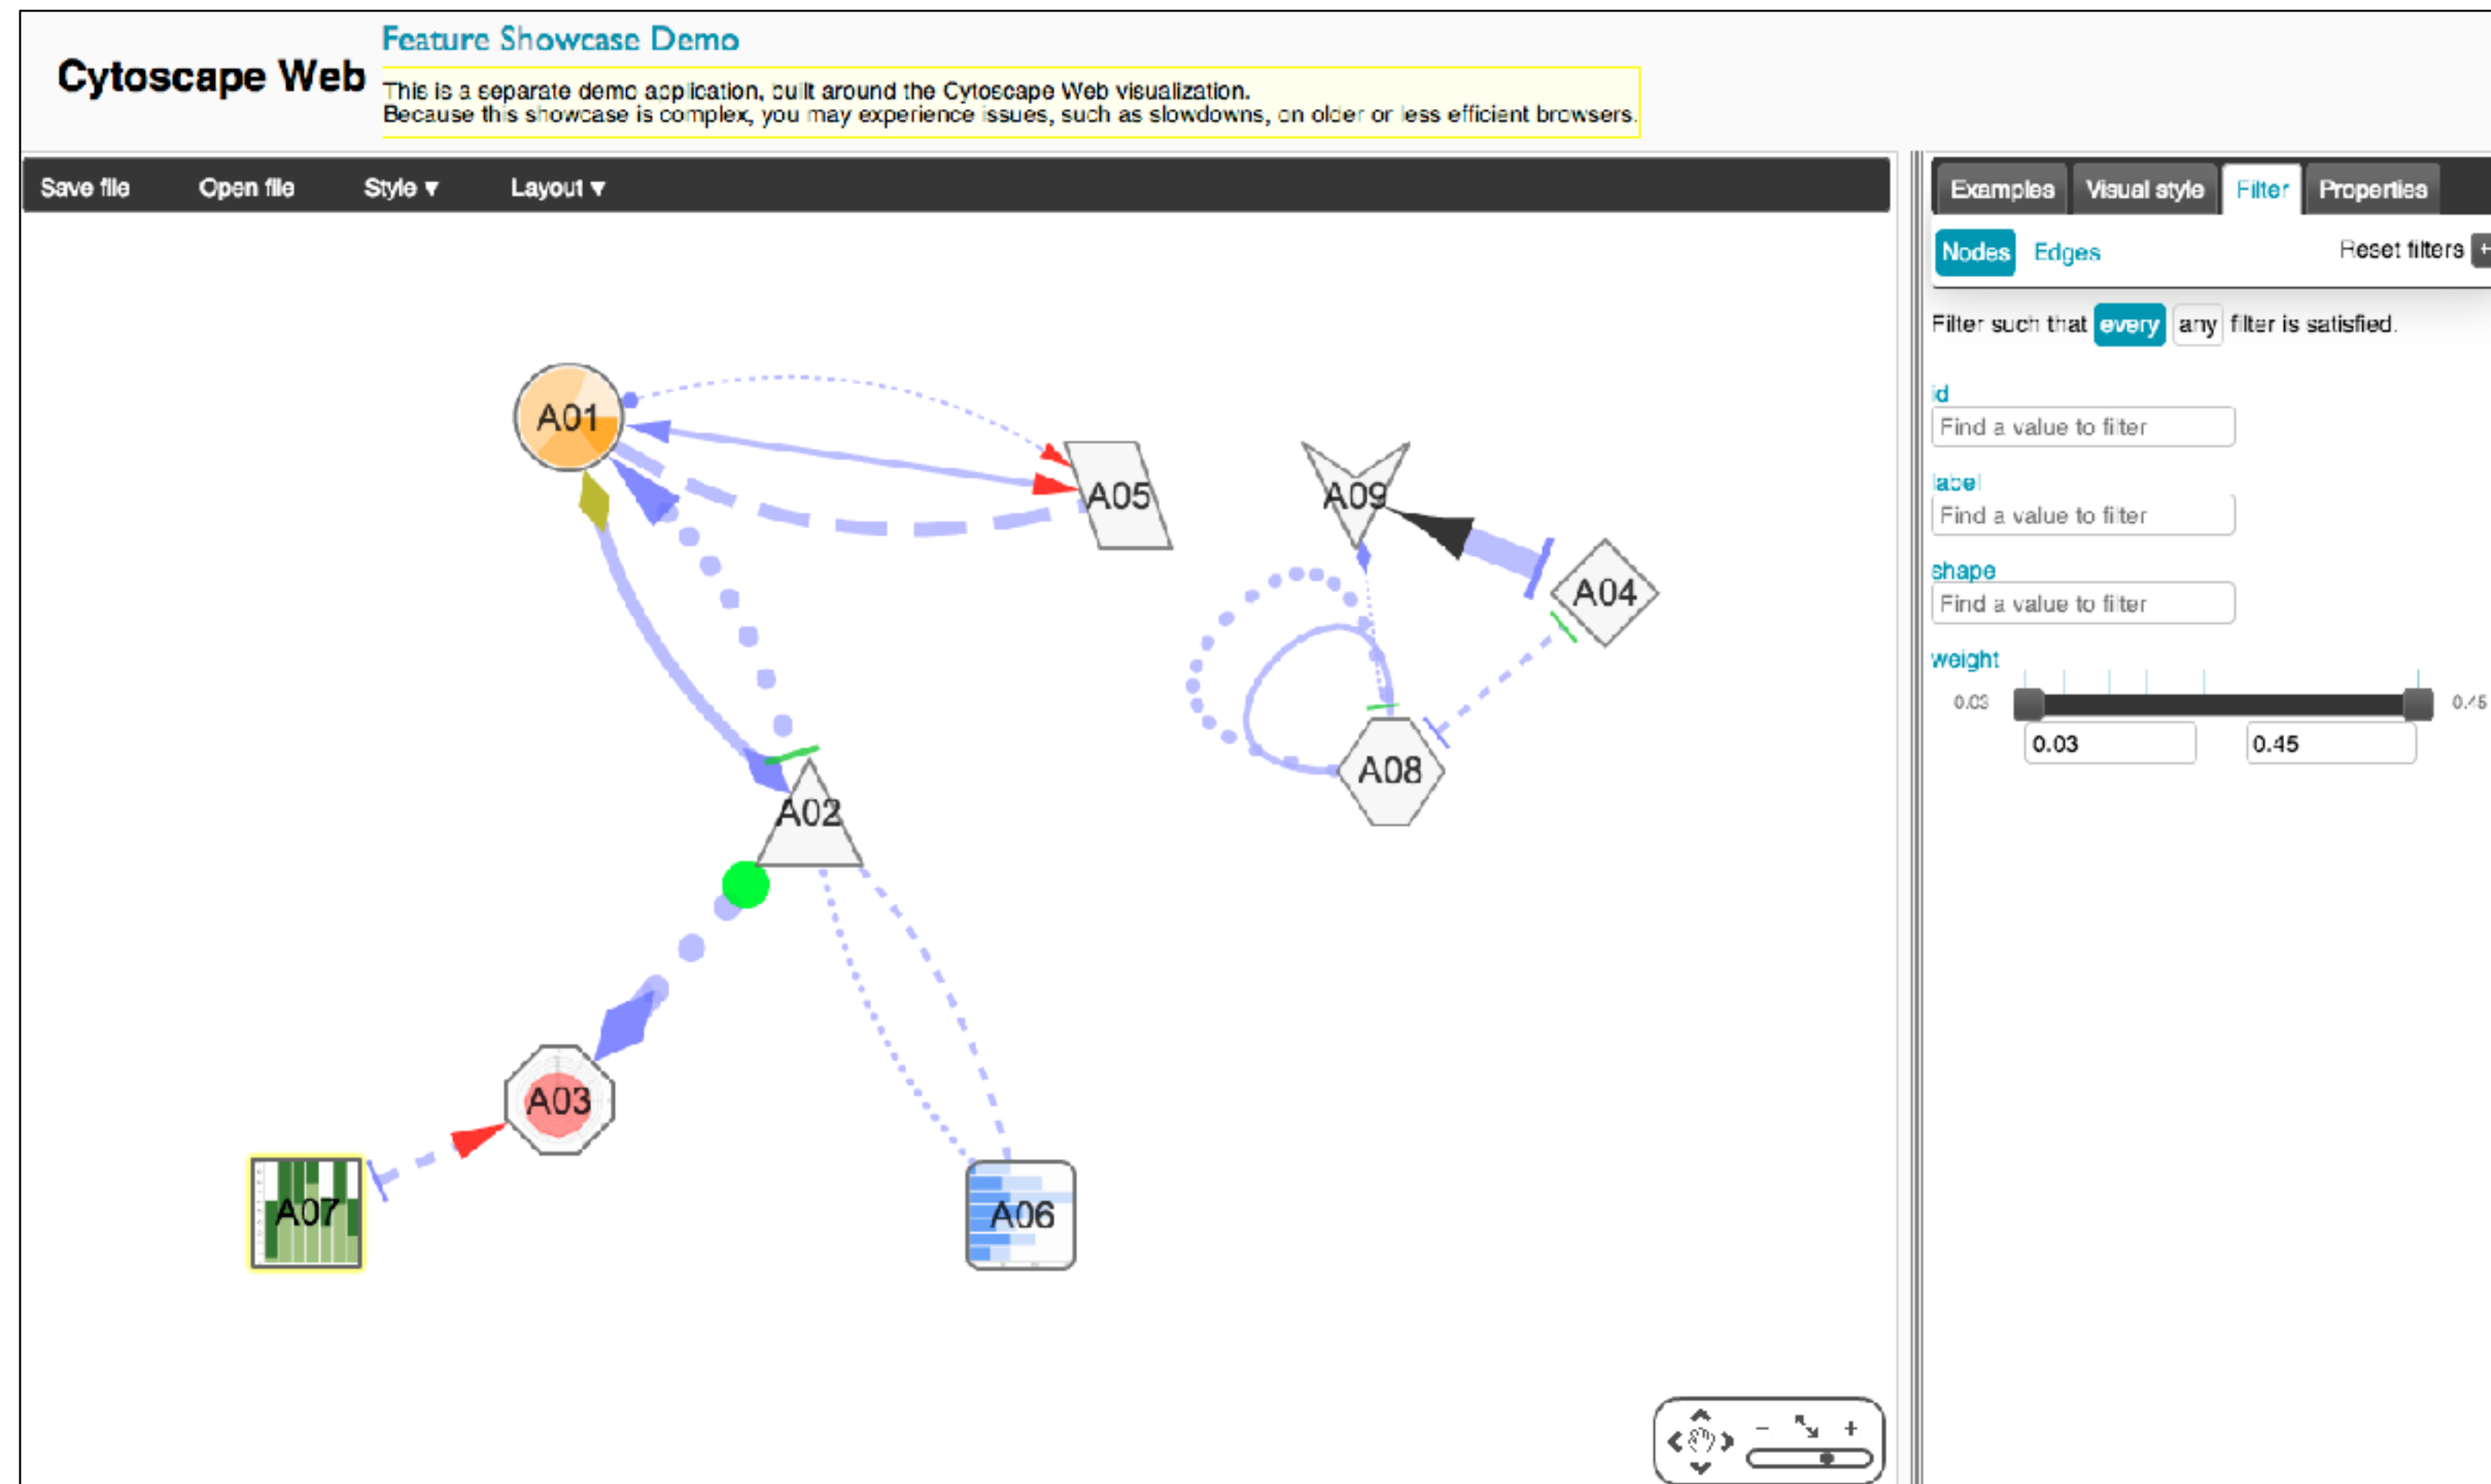 Cytoscape Web
Feature Showcase Demo
This is a separate demo application, built around the Cytoscape Web visualization.
Because this showcase is complex, you may experience issues, such as slowdowns, on older or less efficient browsers.
Save file Open file Style ▾ Layout ▾
Examples Visual style Filter Properties
Nodes Edges Reset filters
Filter such that every any filter is satisfied.
id
Find a value to filter
label
Find a value to filter
shape
Find a value to filter
weight
0.03 0.45
0.03 0.45
A01
A05
A09
A04
A08
A02
A03
A07
A06